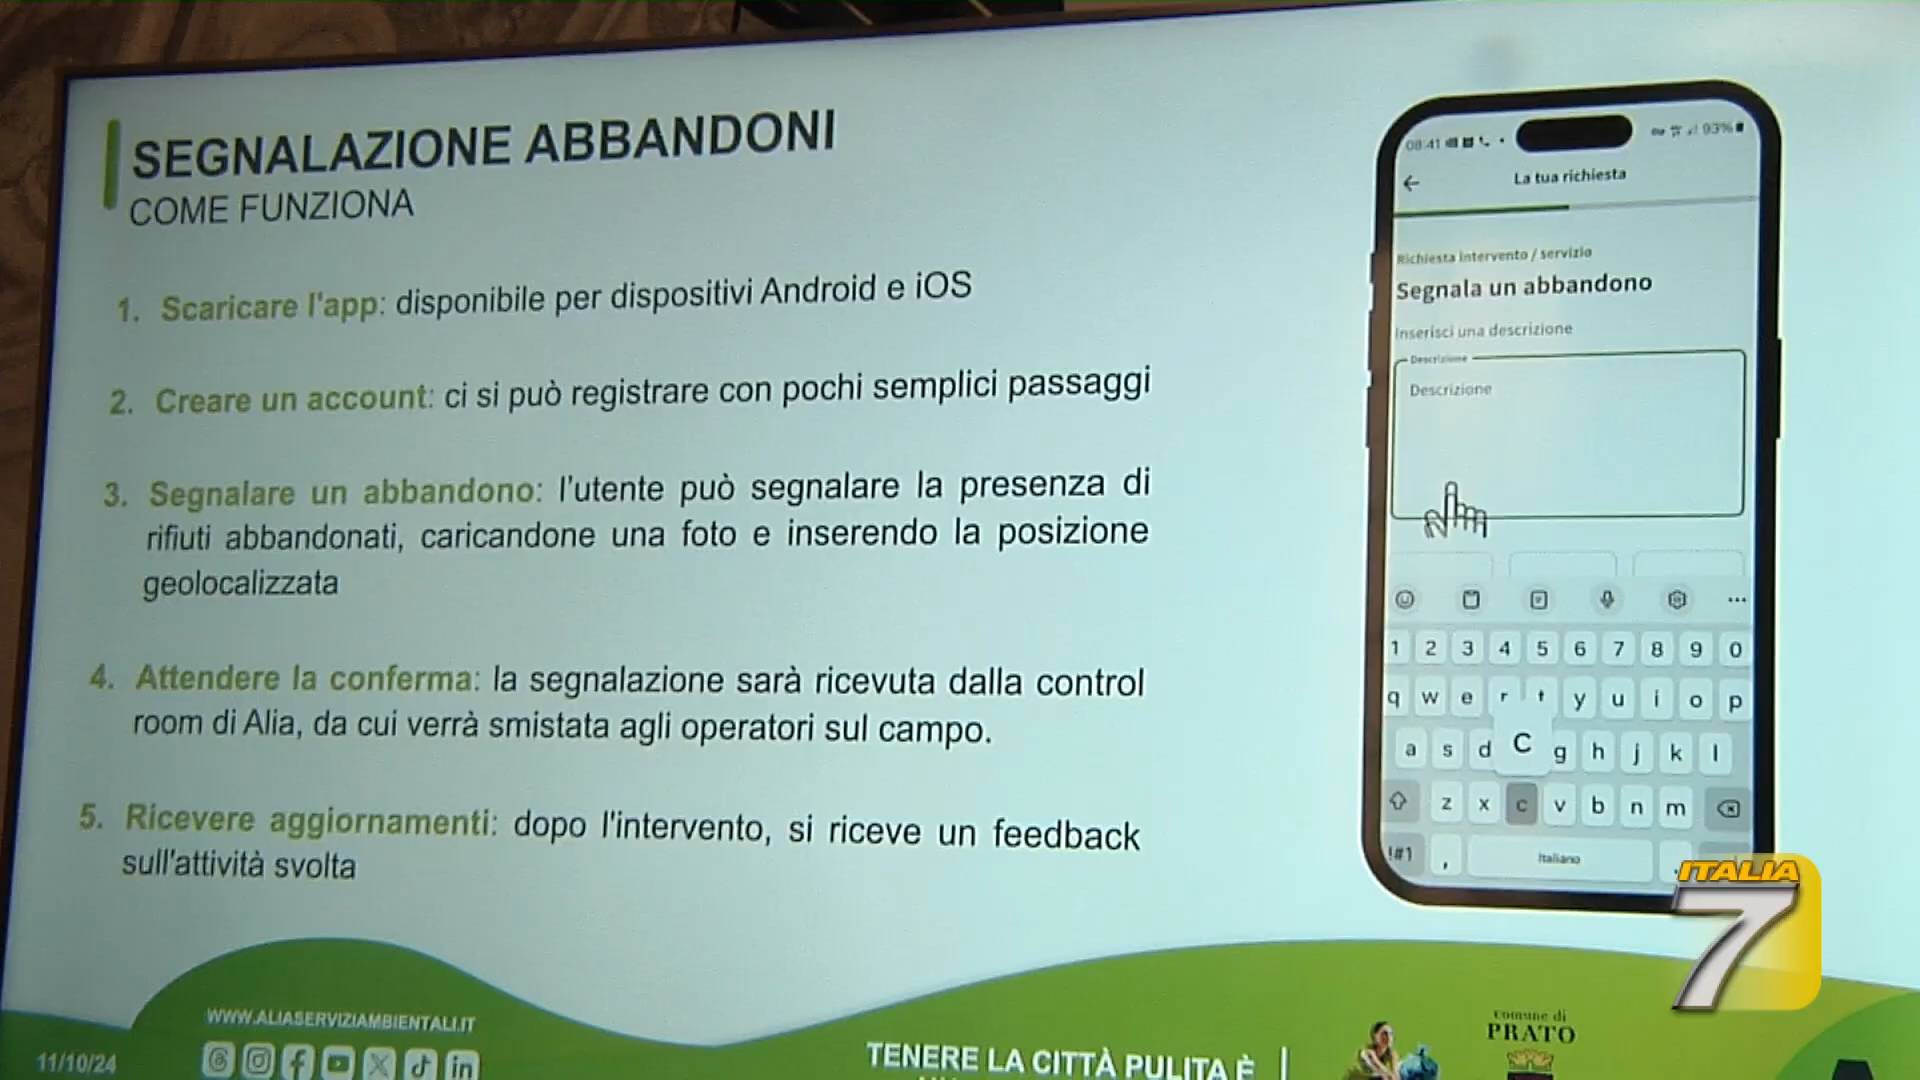 SEGNALAZIONE ABBANDONI
COME FUNZIONA
1. Scaricare l'app: disponibile per dispositivi Android e iOS
2. Creare un account: ci si può registrare con pochi semplici passaggi
3. Segnalare un abbandono: l'utente può segnalare la presenza di
rifiuti abbandonati, caricandone una foto e inserendo la posizione
geolocalizzata
4. Attendere la conferma: la segnalazione sarà ricevuta dalla control
room di Alia, da cui verrà smistata agli operatori sul campo.
5. Ricevere aggiornamenti: dopo l'intervento, si riceve un feedback
sull'attività svolta
08:41
93%
La tua richiesta
Richiesta intervento / servizio
Segnala un abbandono
Inserisci una descrizione
Descrizione
Descrizione
1 2 3 4 5 6 7 8 9 0
q w e r t y u i o p
a s d C g h j k l
z x c v b n m
!#1 , Italiano .
ITALIA
7
WWW.ALIASERVIZIAMBIENTALI.IT
11/10/24
TENERE LA CITTÀ PULITA È
comune di
PRATO